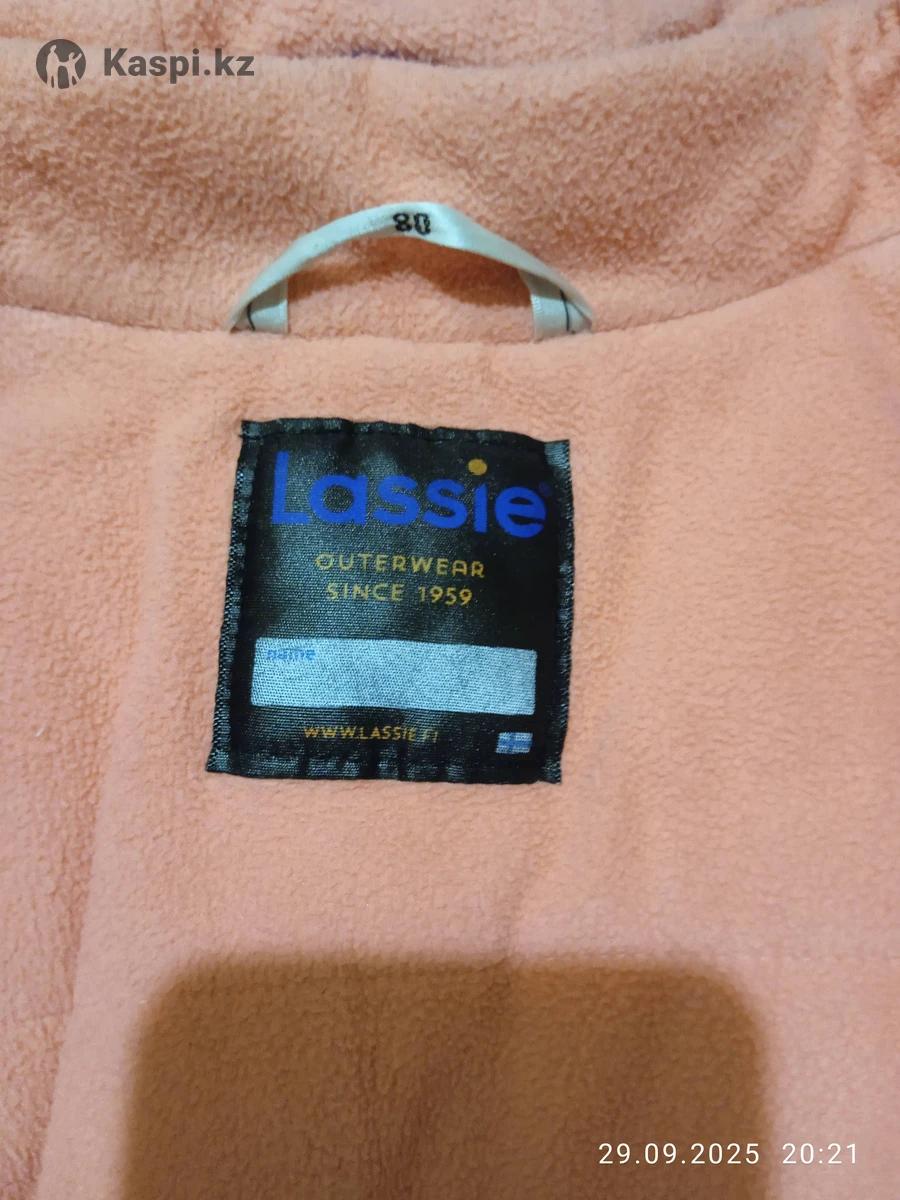 Kaspi.kz
80
Lassie®
OUTERWEAR
SINCE 1959
name
WWW.LASSIE.FI
29.09.2025 20:21